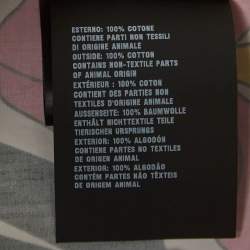 ESTERNO: 100% COTONE
CONTIENE PARTI NON TESSILI
DI ORIGINE ANIMALE
OUTSIDE: 100% COTTON
CONTAINS NON-TEXTILE PARTS
OF ANIMAL ORIGIN
EXTÉRIEUR : 100% COTON
CONTIENT DES PARTIES NON
TEXTILES D'ORIGINE ANIMALE
AUSSENSEITE: 100% BAUMWOLLE
ENTHÄLT NICHTTEXTILE TEILE
TIERISCHEN URSPRUNGS
EXTERIOR: 100% ALGODÓN
CONTIENE PARTES NO TEXTILES
DE ORIGEN ANIMAL
EXTERIOR: 100% ALGODÃO
CONTÉM PARTES NÃO TÊXTEIS
DE ORIGEM ANIMAL